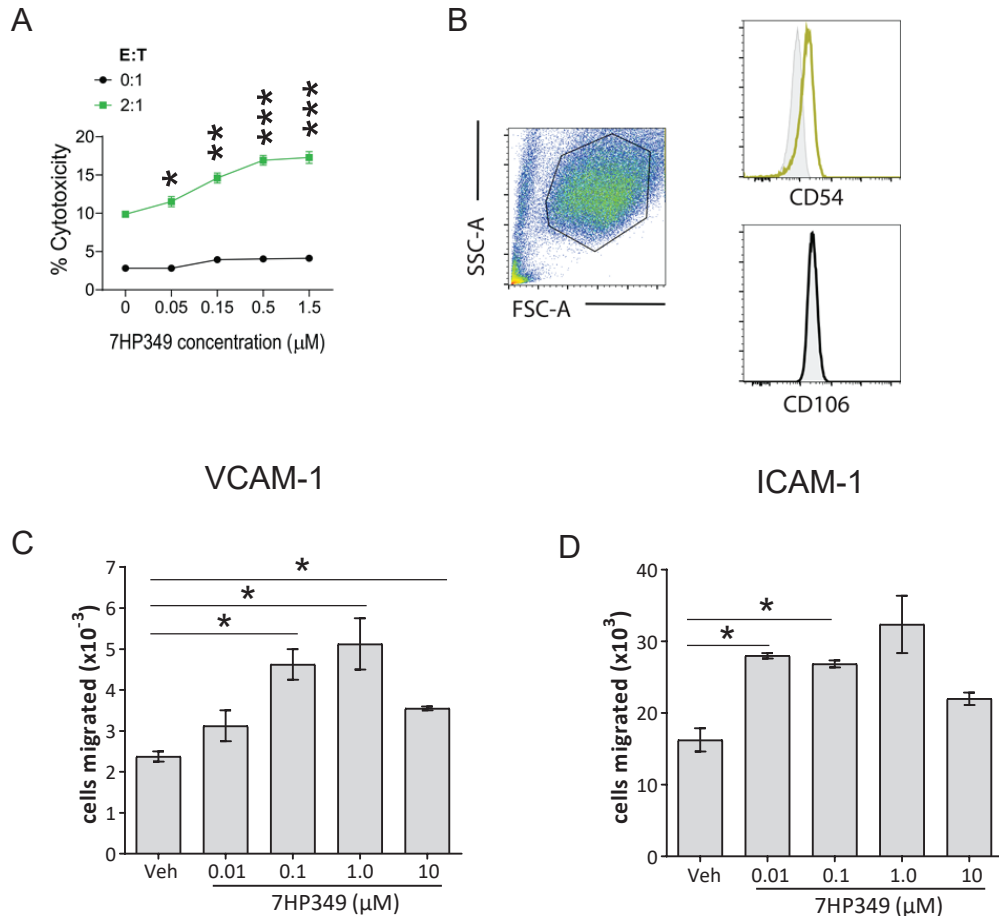 A
E:T
0:1
2:1
20
15
10
5
0
% Cytotoxicity
*
**
***
***
0 0.05 0.15 0.5 1.5
7HP349 concentration (μM)
B
SSC-A
FSC-A
CD54
CD106
VCAM-1
C
7
6
5
4
3
2
1
0
cells migrated (x10⁻³)
*
*
*
Veh 0.01 0.1 1.0 10
7HP349 (μM)
ICAM-1
D
40
30
20
10
0
cells migrated (x10³)
*
*
Veh 0.01 0.1 1.0 10
7HP349 (μM)